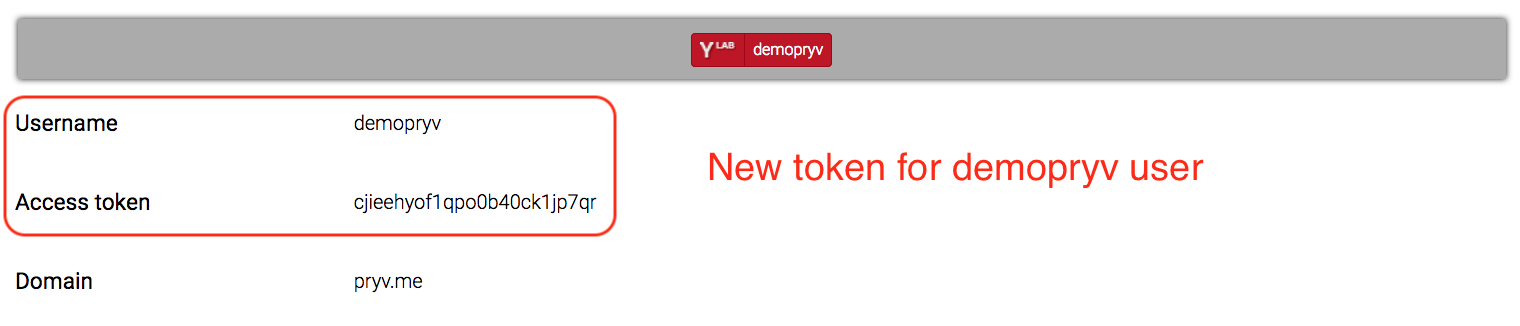 Y LAB demopryv
Username demopryv
New token for demopryv user
Access token cjieehyof1qpo0b40ck1jp7qr
Domain pryv.me